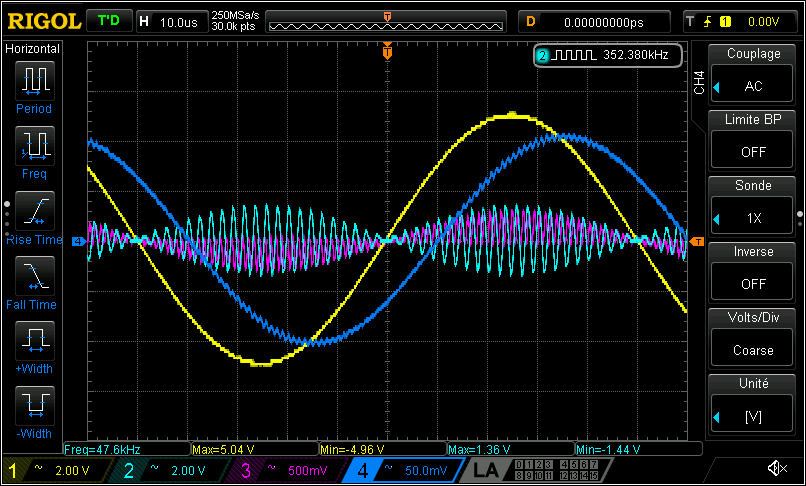 RIGOL T'D H 10.0us 250MSa/s 30.0k pts D 0.00000000ps T 1 0.00V
Horizontal
T
2 352.380kHz
Couplage
AC
CH4
Period
Limite BP
OFF
Freq
Sonde
1X
Rise Time
4
T
Inverse
OFF
Fall Time
Volts/Div
Coarse
+Width
Unité
[V]
-Width
Freq=47.6kHz Max=5.04 V Min=-4.96 V Max=1.36 V Min=-1.44 V
1 ~ 2.00 V 2 ~ 2.00 V 3 ~ 500mV 4 ~ 50.0mV LA 0 1 2 3 4 5 6 7
8 9 10 11 12 13 14 15